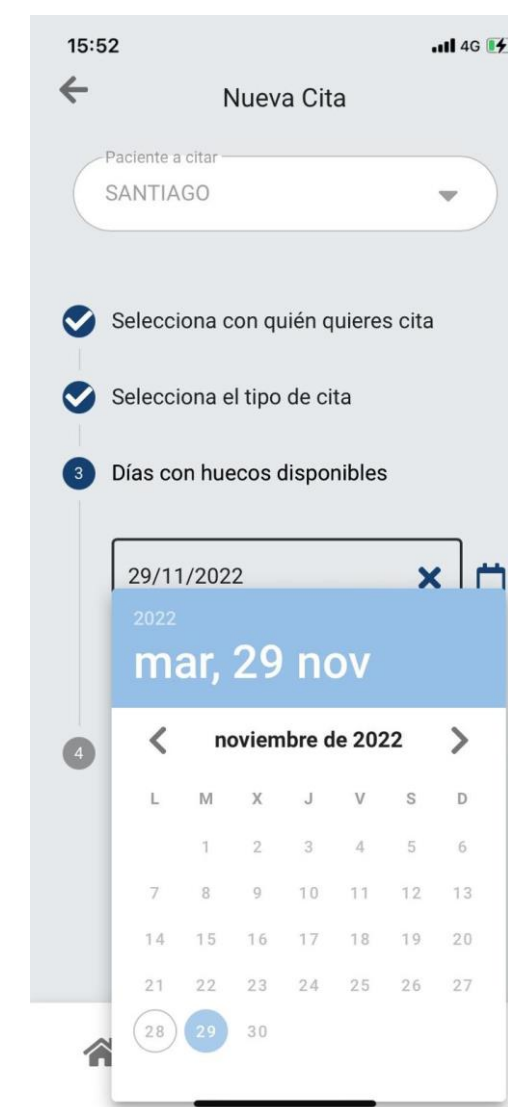 15:52
4G
Nueva Cita
Paciente a citar
SANTIAGO
Selecciona con quién quieres cita
Selecciona el tipo de cita
3 Días con huecos disponibles
29/11/2022
2022
mar, 29 nov
4
noviembre de 2022
L M X J V S D
1 2 3 4 5 6
7 8 9 10 11 12 13
14 15 16 17 18 19 20
21 22 23 24 25 26 27
28 29 30